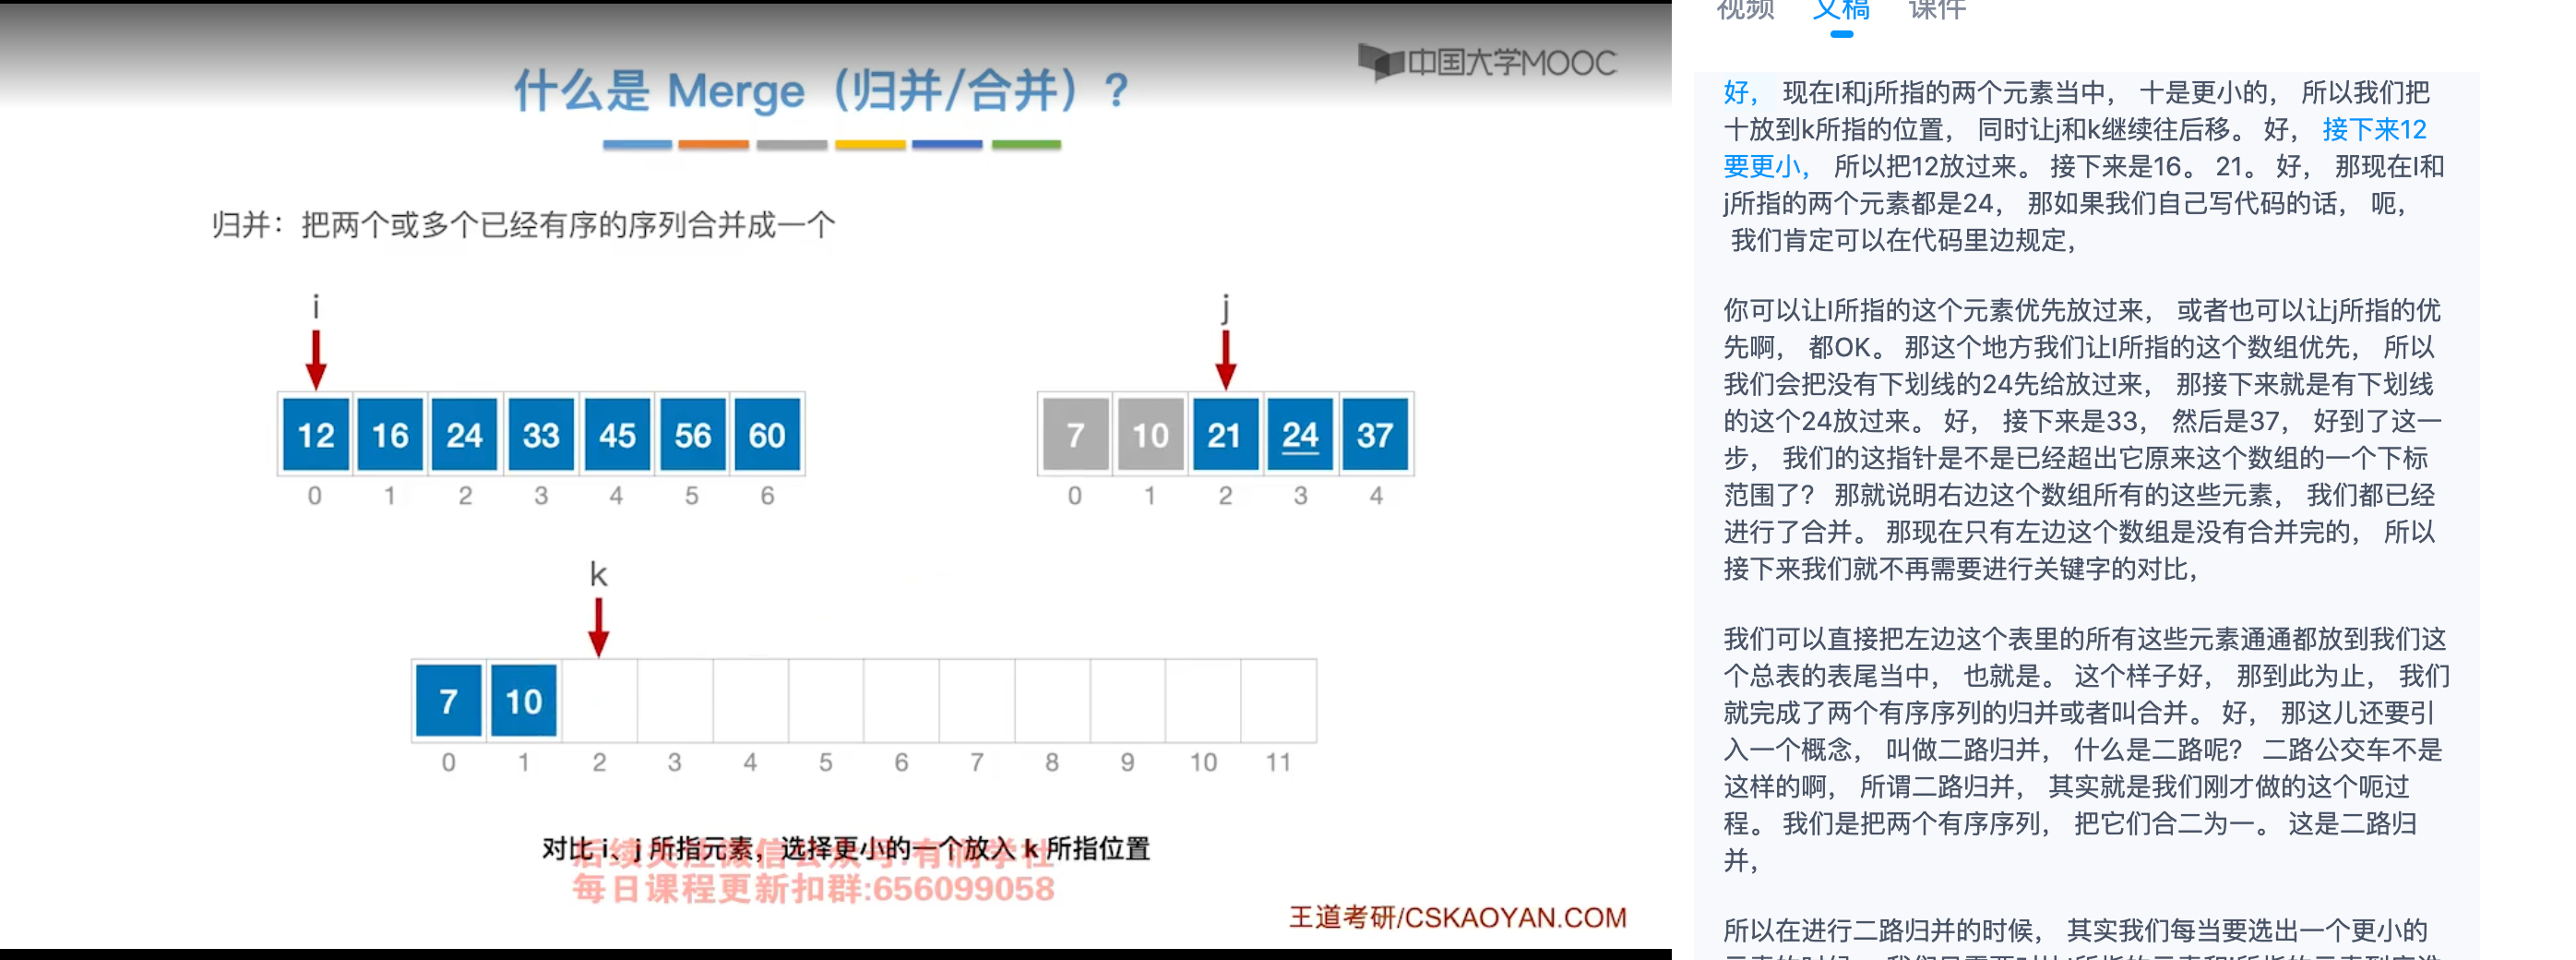 什么是 Merge（归并/合并）?
中国大学MOOC
归并：把两个或多个已经有序的序列合并成一个
i
j
12 16 24 33 45 56 60
7 10 21 24 37
0 1 2 3 4 5 6
0 1 2 3 4
k
7 10
0 1 2 3 4 5 6 7 8 9 10 11
对比 i、j 所指元素，选择更小的一个放入 k 所指位置
每日课程更新扣群:656099058
王道考研/CSKAOYAN.COM
视频 文稿 课件
好， 现在I和j所指的两个元素当中， 十是更小的， 所以我们把
十放到k所指的位置， 同时让j和k继续往后移。 好， 接下来12
要更小， 所以把12放过来。 接下来是16。 21。 好， 那现在I和
j所指的两个元素都是24， 那如果我们自己写代码的话， 呃，
我们肯定可以在代码里边规定，
你可以让I所指的这个元素优先放过来， 或者也可以让j所指的优
先啊， 都OK。 那这个地方我们让I所指的这个数组优先， 所以
我们会把没有下划线的24先给放过来， 那接下来就是有下划线
的这个24放过来。 好， 接下来是33， 然后是37， 好到了这一
步， 我们的这指针是不是已经超出它原来这个数组的一个下标
范围了? 那就说明右边这个数组所有的这些元素， 我们都已经
进行了合并。 那现在只有左边这个数组是没有合并完的， 所以
接下来我们就不再需要进行关键字的对比，
我们可以直接把左边这个表里的所有这些元素通通都放到我们这
个总表的表尾当中， 也就是。 这个样子好， 那到此为止， 我们
就完成了两个有序序列的归并或者叫合并。 好， 那这儿还要引
入一个概念， 叫做二路归并， 什么是二路呢? 二路公交车不是
这样的啊， 所谓二路归并， 其实就是我们刚才做的这个呃过
程。 我们是把两个有序序列， 把它们合二为一。 这是二路归
并，
所以在进行二路归并的时候， 其实我们每当要选出一个更小的